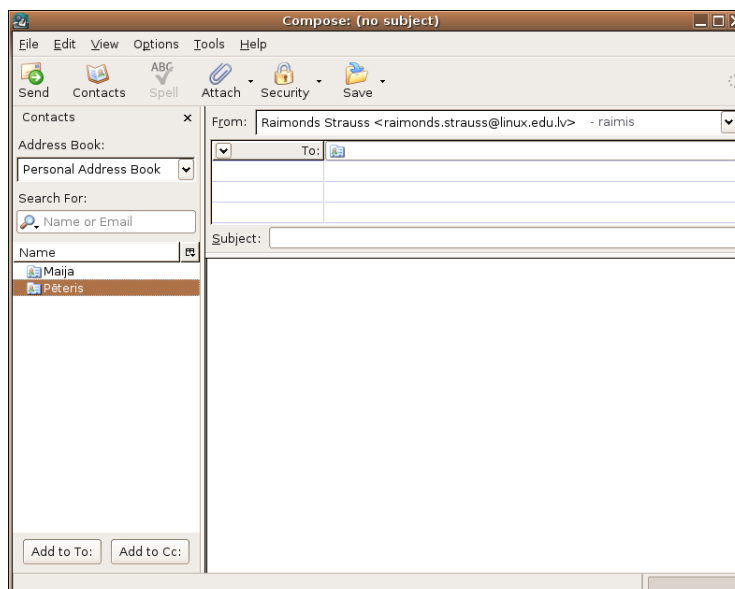 Compose: (no subject)
File Edit View Options Tools Help
Send Contacts ABC Spell Attach Security Save
Contacts x
From: Raimonds Strauss <raimonds.strauss@linux.edu.lv> - raimis
Address Book:
To:
Personal Address Book
Search For:
Name or Email
Subject:
Name
Maija
Pēteris
Add to To: Add to Cc: